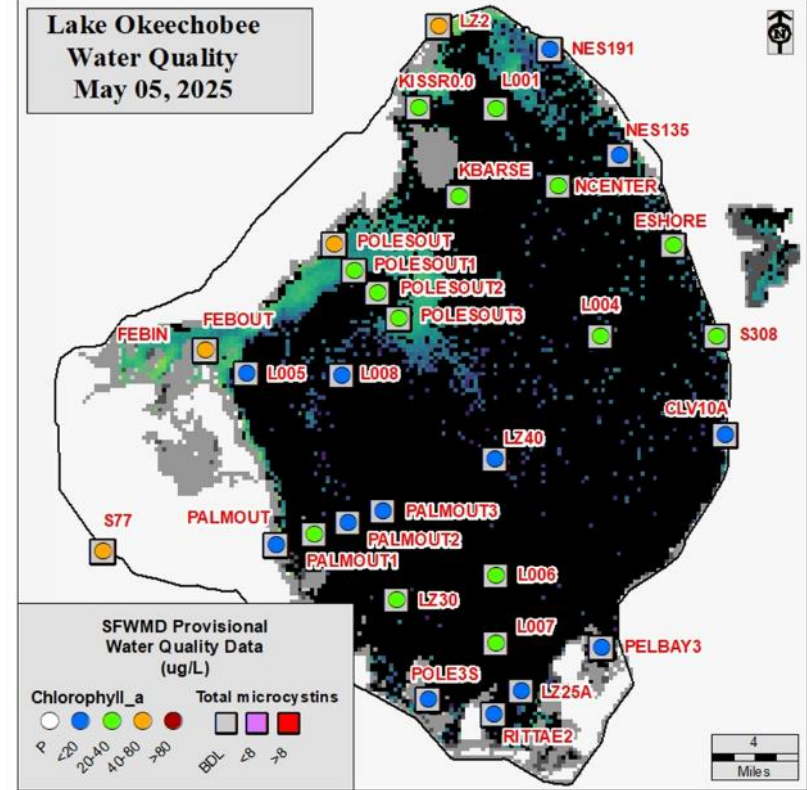 Lake Okeechobee
Water Quality
May 05, 2025
N
LZ2
NES191
KISSR0.0
L001
NES135
KBARSE
NCENTER
ESHORE
POLESOUT
POLESOUT1
POLESOUT2
POLESOUT3
L004
S308
FEBIN
FEBOUT
L005
L008
CLV10A
LZ40
S77
PALMOUT
PALMOUT3
PALMOUT2
PALMOUT1
L006
LZ30
L007
PELBAY3
POLE3S
LZ25A
RITTAE2
SFWMD Provisional
Water Quality Data
(ug/L)
Chlorophyll_a Total microcystins
P <20 20-40 40-80 >80 BDL <8 >8
4
Miles